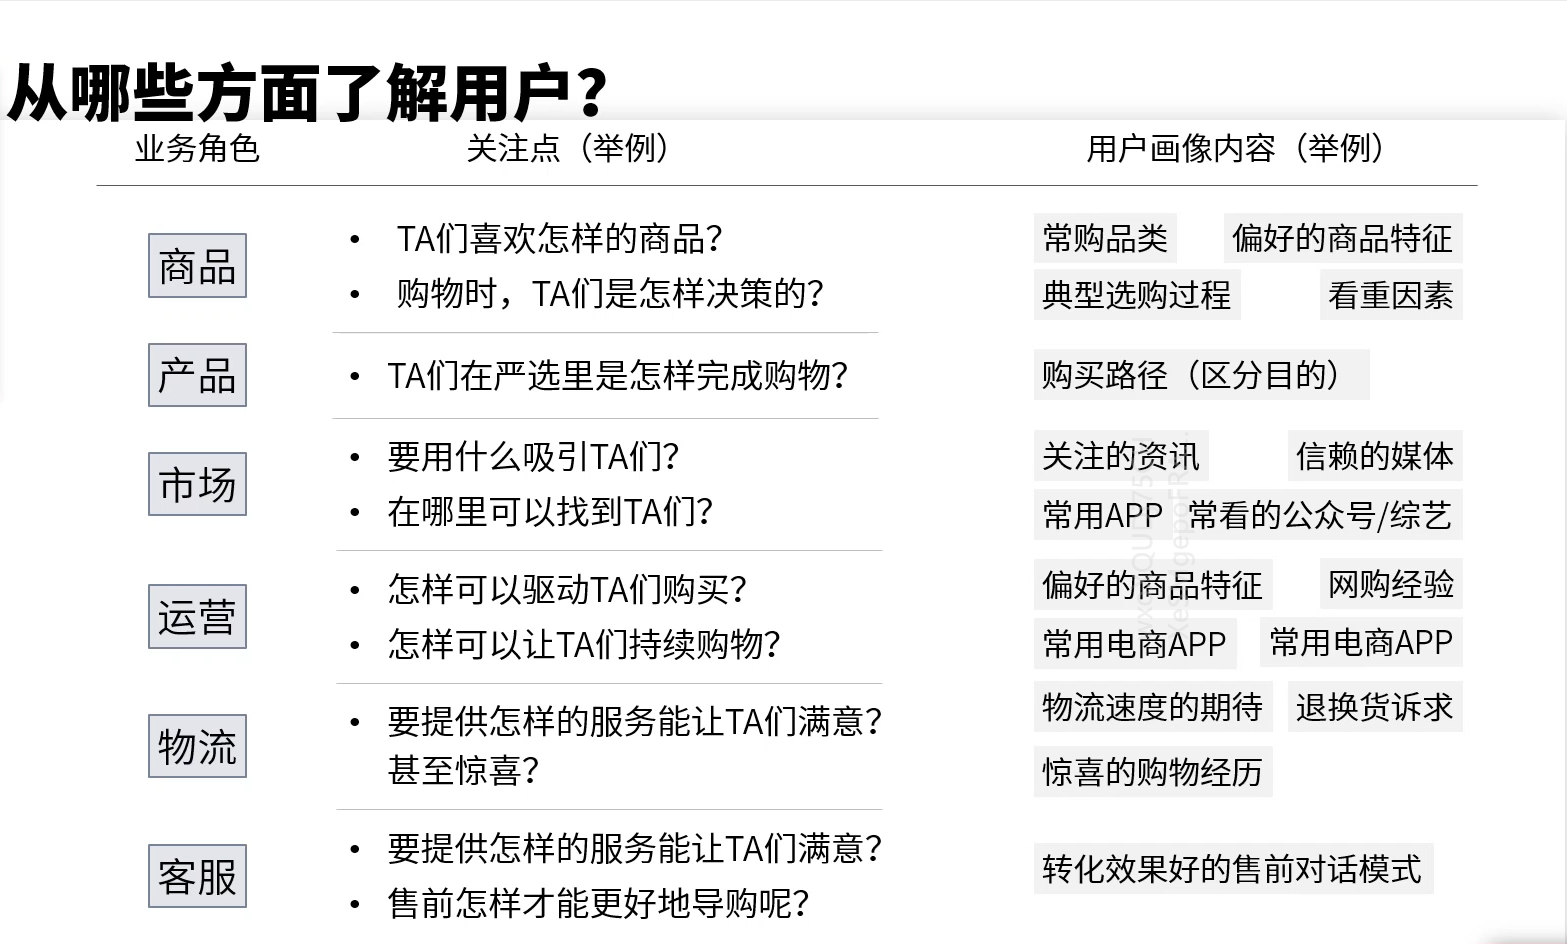 从哪些方面了解用户？
业务角色 关注点（举例） 用户画像内容（举例）
商品
• TA们喜欢怎样的商品？
• 购物时，TA们是怎样决策的？
常购品类 偏好的商品特征
典型选购过程 看重因素
产品
• TA们在严选里是怎样完成购物？
购买路径（区分目的）
市场
• 要用什么吸引TA们？
• 在哪里可以找到TA们？
关注的资讯 信赖的媒体
常用APP 常看的公众号/综艺
运营
• 怎样可以驱动TA们购买？
• 怎样可以让TA们持续购物？
偏好的商品特征 网购经验
常用电商APP 常用电商APP
物流
• 要提供怎样的服务能让TA们满意？
甚至惊喜？
物流速度的期待 退换货诉求
惊喜的购物经历
客服
• 要提供怎样的服务能让TA们满意？
• 售前怎样才能更好地导购呢？
转化效果好的售前对话模式